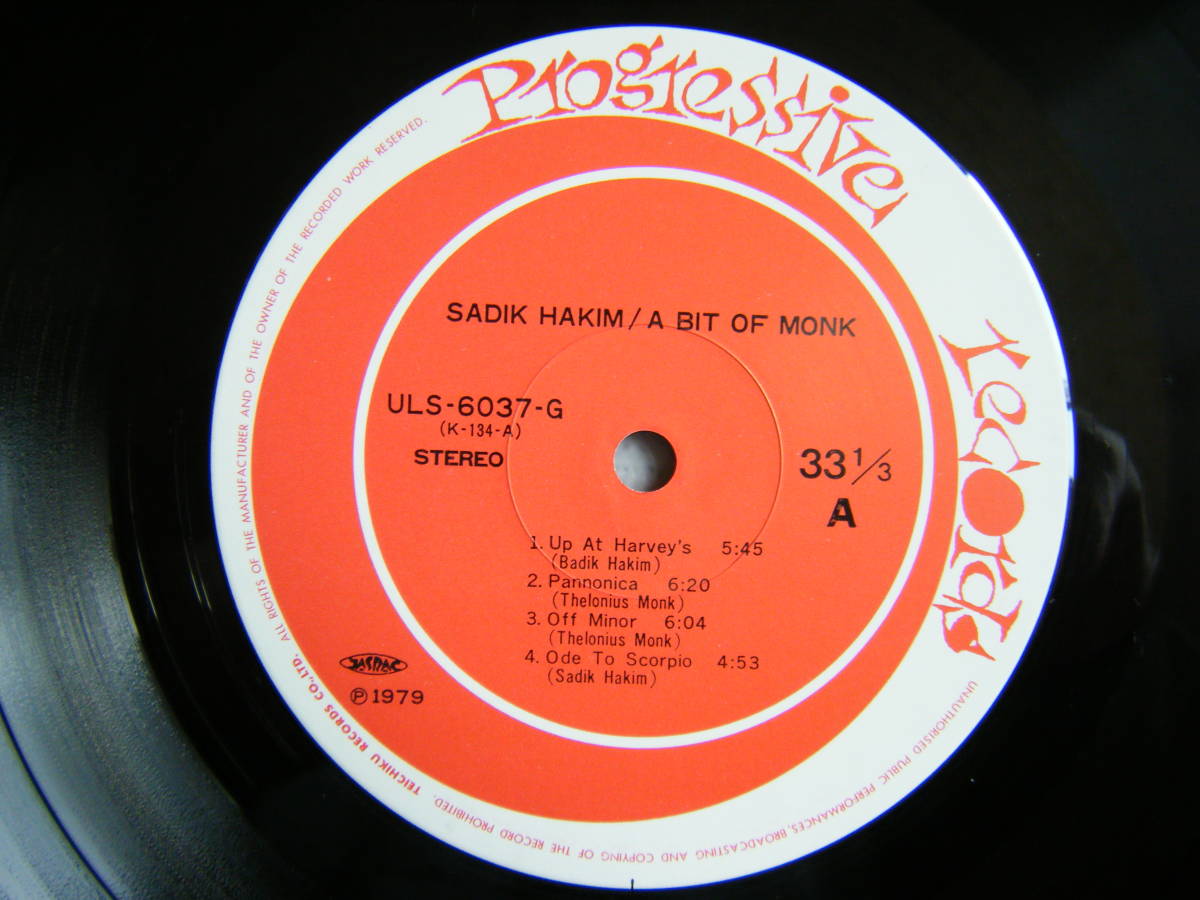 Progressive
records
SADIK HAKIM/A BIT OF MONK
ULS-6037-G
(K-134-A)
STEREO
33 1/3
A
1. Up At Harvey's 5:45
(Badik Hakim)
2. Pannonica 6:20
(Thelonius Monk)
3. Off Minor 6:04
(Thelonius Monk)
4. Ode To Scorpio 4:53
(Sadik Hakim)
JASRAC
Ⓟ1979
TEICHIKU RECORDS CO.,LTD. ALL RIGHTS OF THE MANUFACTURER AND OF THE OWNER OF THE RECORDED WORK RESERVED.
UNAUTHORISED PUBLIC PERFORMANCES, BROADCASTING AND COPYING OF THE RECORD PROHIBITED.